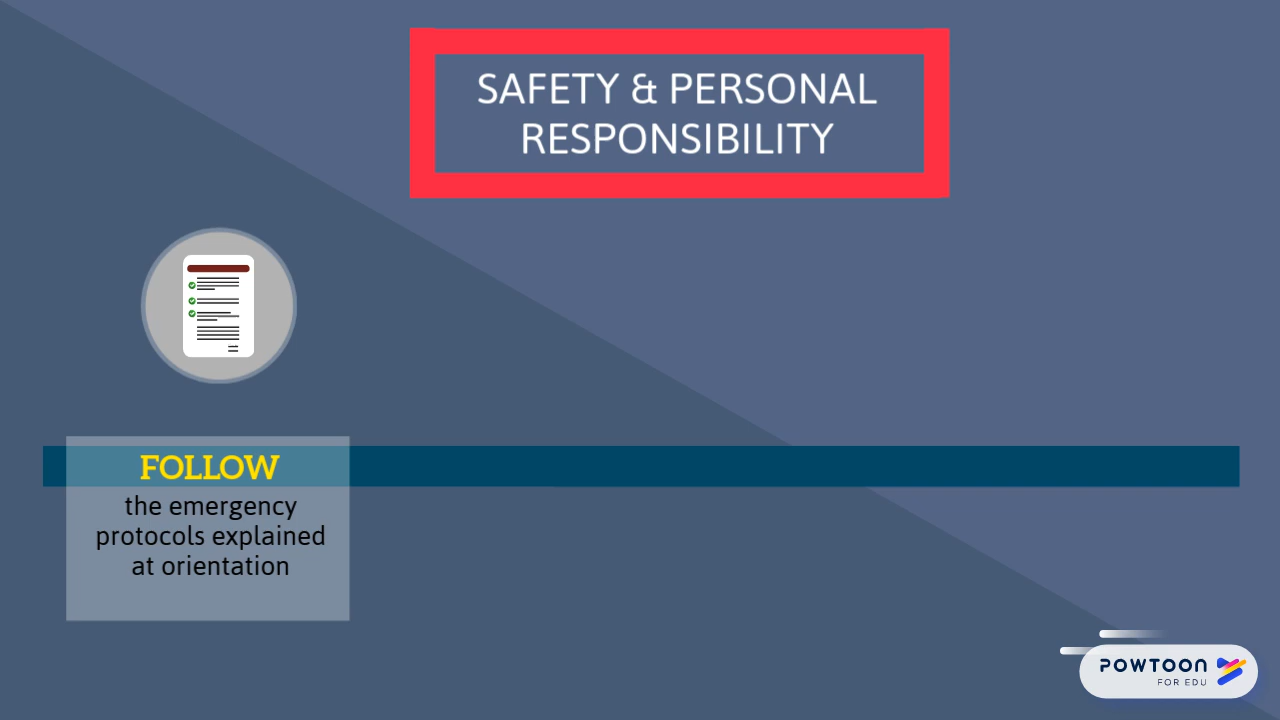 SAFETY & PERSONAL
RESPONSIBILITY
FOLLOW
the emergency
protocols explained
at orientation
POWTOON
FOR EDU